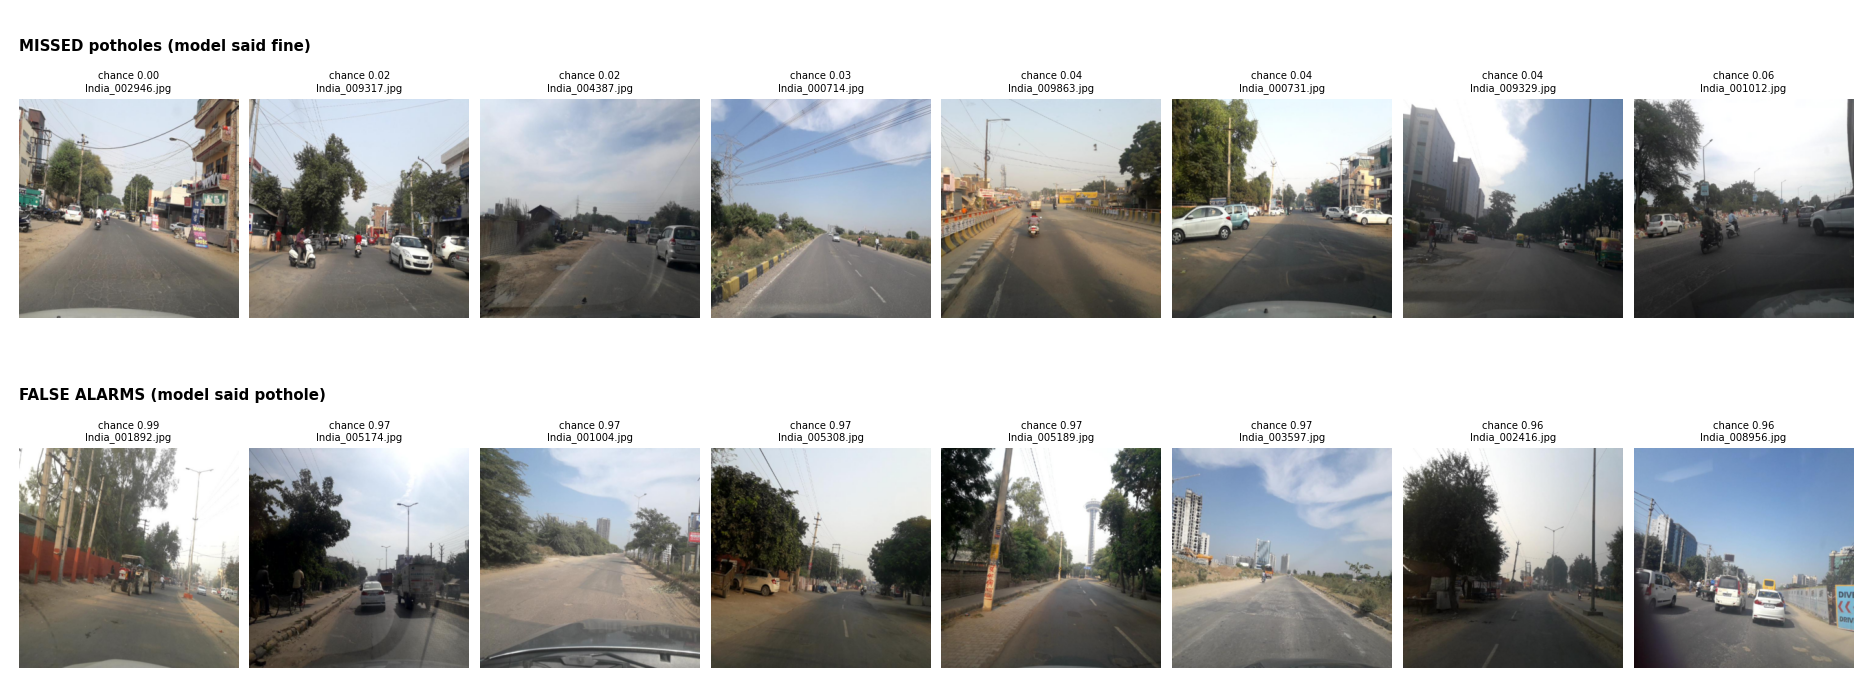 MISSED potholes (model said fine)
chance 0.00
India_002946.jpg
chance 0.02
India_009317.jpg
chance 0.02
India_004387.jpg
chance 0.03
India_000714.jpg
chance 0.04
India_009863.jpg
chance 0.04
India_000731.jpg
chance 0.04
India_009329.jpg
chance 0.06
India_001012.jpg
FALSE ALARMS (model said pothole)
chance 0.99
India_001892.jpg
chance 0.97
India_005174.jpg
chance 0.97
India_001004.jpg
chance 0.97
India_005308.jpg
chance 0.97
India_005189.jpg
chance 0.97
India_003597.jpg
chance 0.96
India_002416.jpg
chance 0.96
India_008956.jpg